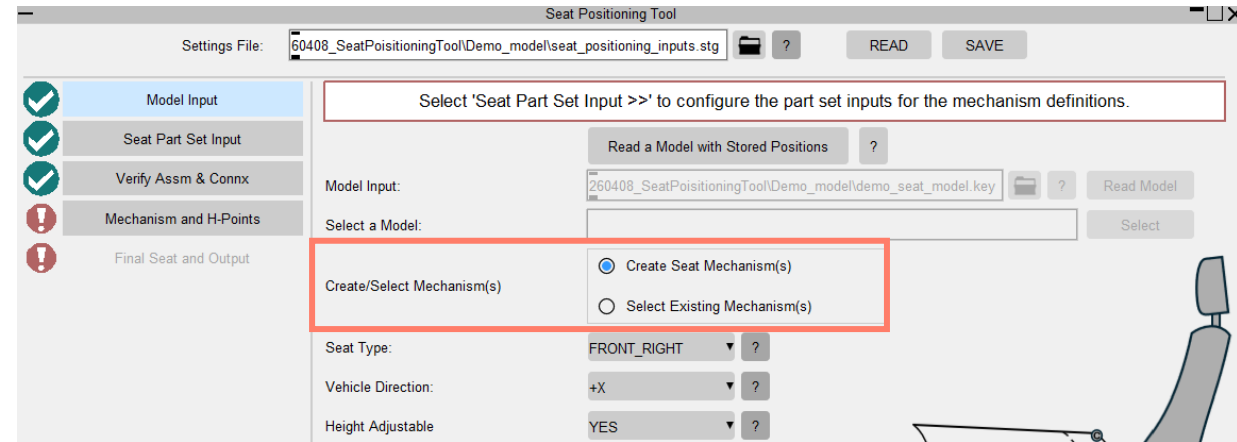 Seat Positioning Tool
Settings File: 60408_SeatPoisitioningTool\Demo_model\seat_positioning_inputs.stg ? READ SAVE
Model Input
Select 'Seat Part Set Input >>' to configure the part set inputs for the mechanism definitions.
Seat Part Set Input
Read a Model with Stored Positions ?
Verify Assm & Connx
Model Input: 260408_SeatPoisitioningTool\Demo_model\demo_seat_model.key ? Read Model
Mechanism and H-Points
Select a Model: Select
Final Seat and Output
Create/Select Mechanism(s)
Create Seat Mechanism(s)
Select Existing Mechanism(s)
Seat Type: FRONT_RIGHT ?
Vehicle Direction: +X ?
Height Adjustable YES ?